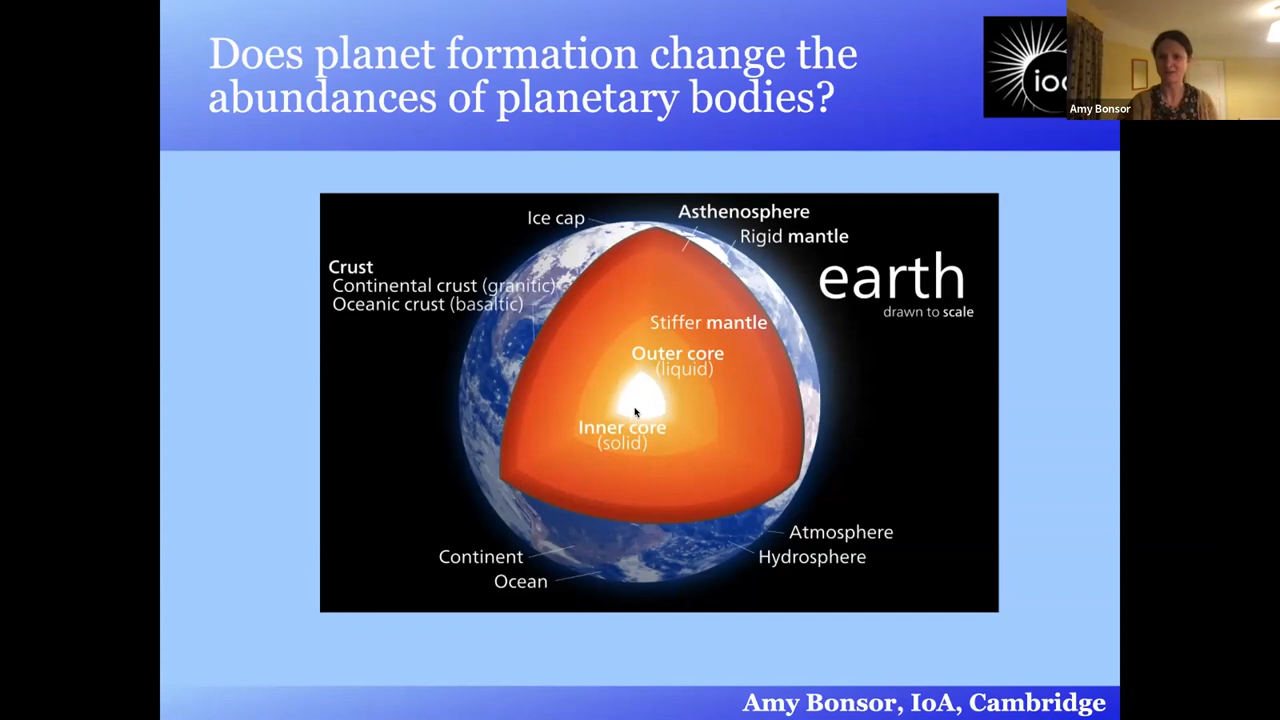 Does planet formation change the
abundances of planetary bodies?
Amy Bonsor
Ice cap
Asthenosphere
Rigid mantle
Crust
Continental crust (granitic)
Oceanic crust (basaltic)
earth
drawn to scale
Stiffer mantle
Outer core
(liquid)
Inner core
(solid)
Atmosphere
Continent
Hydrosphere
Ocean
Amy Bonsor, IoA, Cambridge